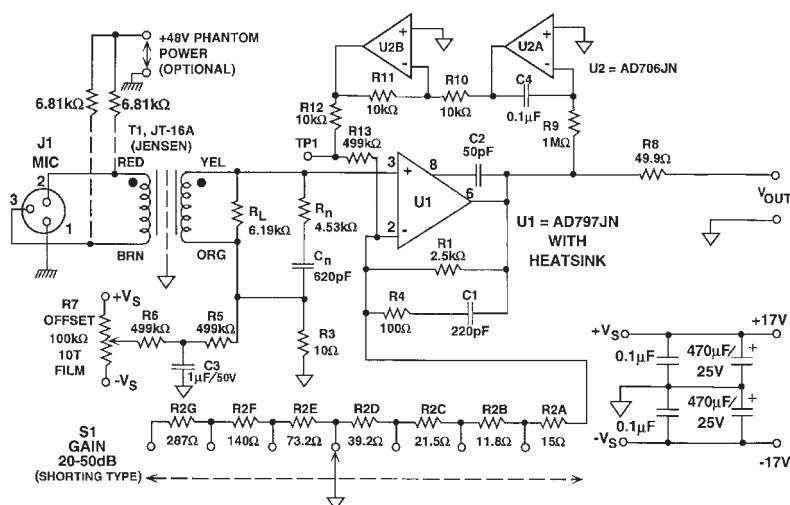 +48V PHANTOM
POWER
(OPTIONAL)
6.81kΩ
6.81kΩ
T1, JT-16A
(JENSEN)
J1
MIC
RED
BRN
YEL
ORG
3
2
1
RL
6.19kΩ
Rn
4.53kΩ
Cn
620pF
R3
10Ω
U2B
+
-
U2A
+
-
U2 = AD706JN
R11
10kΩ
R10
10kΩ
C4
0.1μF
R12
10kΩ
R13
499kΩ
TP1
R9
1MΩ
C2
50pF
R8
49.9Ω
3
+
8
6
U1
2
-
VOUT
U1 = AD797JN
WITH
HEATSINK
R1
2.5kΩ
R4
100Ω
C1
220pF
R7
OFFSET
100kΩ
10T
FILM
+VS
-VS
R6
499kΩ
R5
499kΩ
C3
1μF/50V
S1
GAIN
20-50dB
(SHORTING TYPE)
R2G
287Ω
R2F
140Ω
R2E
73.2Ω
R2D
39.2Ω
R2C
21.5Ω
R2B
11.8Ω
R2A
15Ω
+VS
+17V
0.1μF
470μF/
25V
+
0.1μF
470μF/
25V
+
-VS
-17V